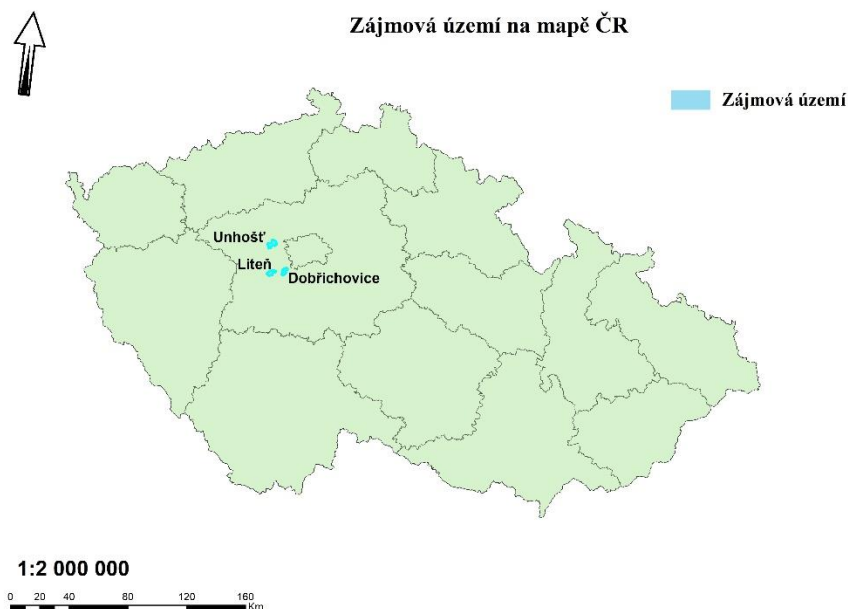 Zájmová území na mapě ČR
Zájmová území
Unhošť
Liteň
Dobřichovice
1:2 000 000
0 20 40 80 120 160
Km